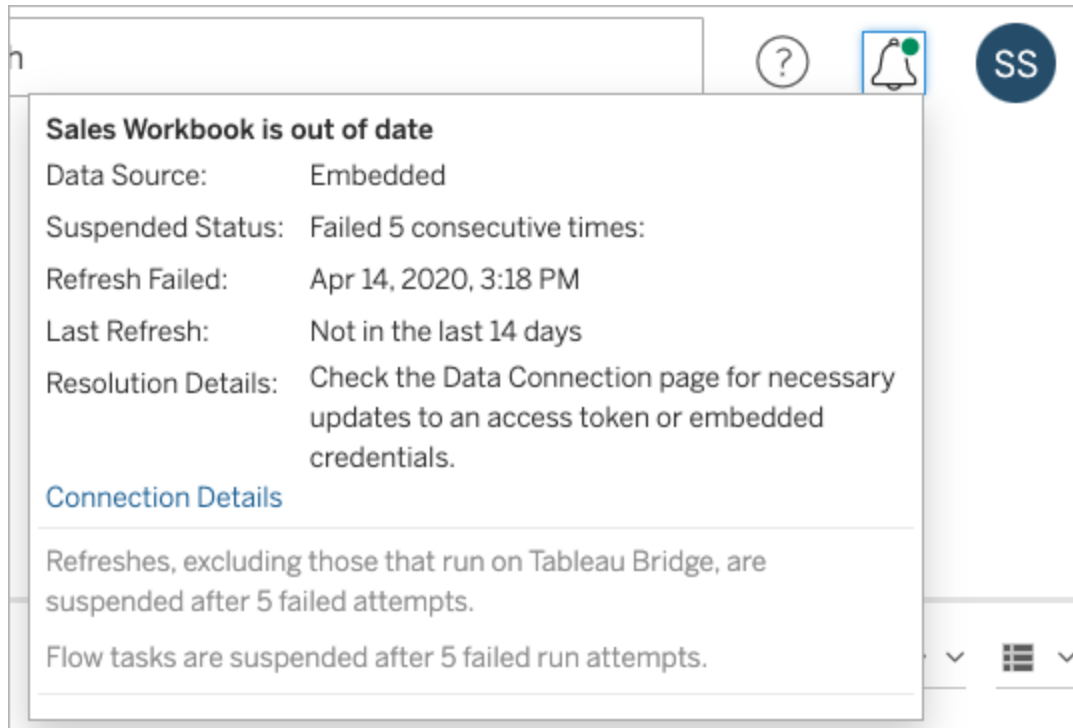 h
?
SS
Sales Workbook is out of date
Data Source: Embedded
Suspended Status: Failed 5 consecutive times:
Refresh Failed: Apr 14, 2020, 3:18 PM
Last Refresh: Not in the last 14 days
Resolution Details: Check the Data Connection page for necessary
updates to an access token or embedded
credentials.
Connection Details
Refreshes, excluding those that run on Tableau Bridge, are
suspended after 5 failed attempts.
Flow tasks are suspended after 5 failed run attempts.